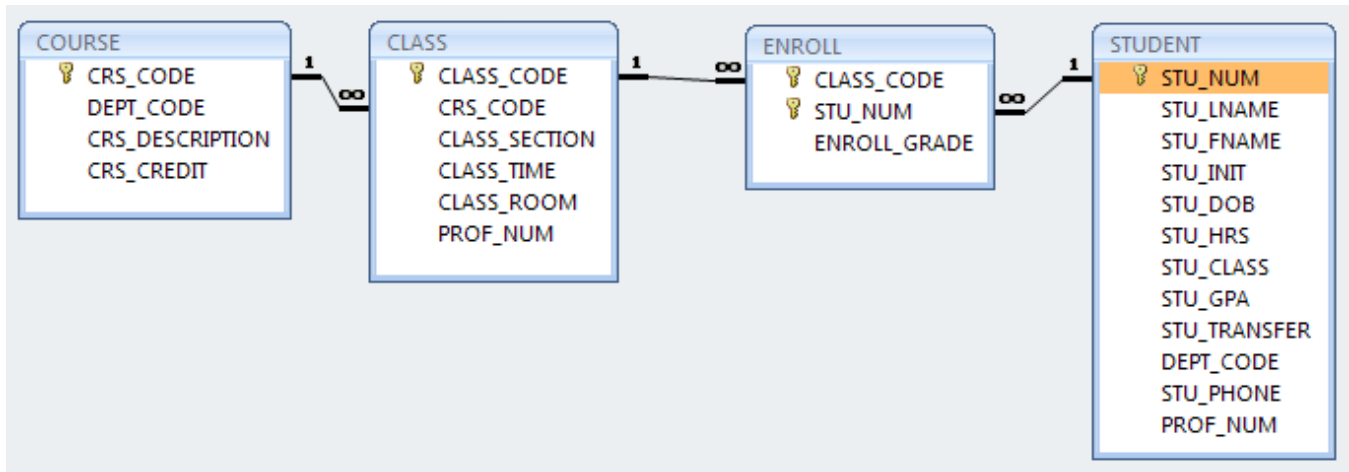 COURSE
CRS_CODE
DEPT_CODE
CRS_DESCRIPTION
CRS_CREDIT
1
∞
CLASS
CLASS_CODE
CRS_CODE
CLASS_SECTION
CLASS_TIME
CLASS_ROOM
PROF_NUM
1
∞
ENROLL
CLASS_CODE
STU_NUM
ENROLL_GRADE
∞
1
STUDENT
STU_NUM
STU_LNAME
STU_FNAME
STU_INIT
STU_DOB
STU_HRS
STU_CLASS
STU_GPA
STU_TRANSFER
DEPT_CODE
STU_PHONE
PROF_NUM